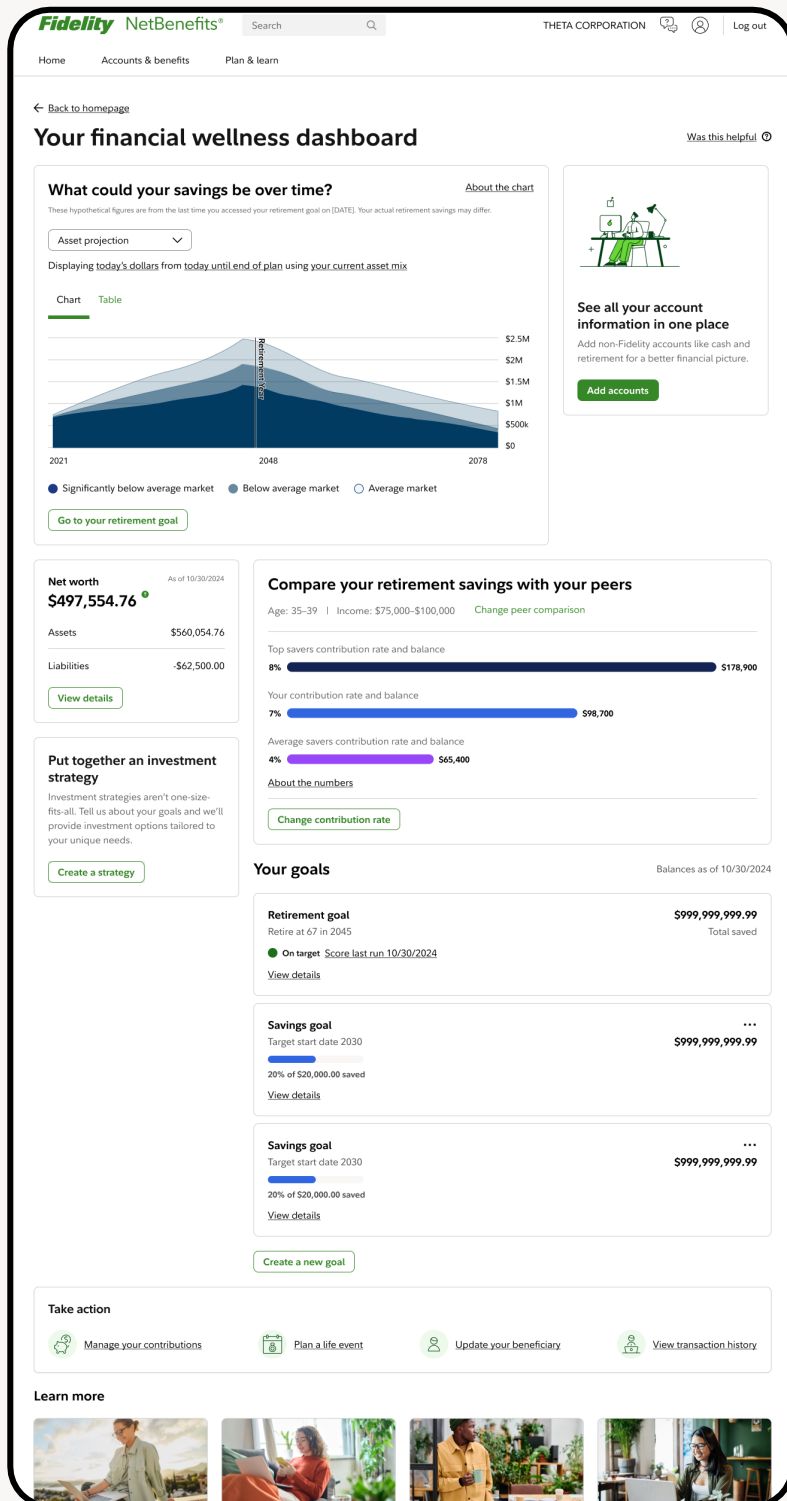 Fidelity NetBenefits®
Search
THETA CORPORATION
Log out
Home
Accounts & benefits
Plan & learn
Back to homepage
Your financial wellness dashboard
Was this helpful
What could your savings be over time?
About the chart
These hypothetical figures are from the last time you accessed your retirement goal on [DATE]. Your actual retirement savings may differ.
Asset projection
Displaying today's dollars from today until end of plan using your current asset mix
Chart
Table
Retirement Year
$2.5M
$2M
$1.5M
$1M
$500k
$0
2021
2048
2078
Significantly below average market
Below average market
Average market
Go to your retirement goal
See all your account
information in one place
Add non-Fidelity accounts like cash and
retirement for a better financial picture.
Add accounts
Net worth
As of 10/30/2024
$497,554.76
Assets
$560,054.76
Liabilities
-$62,500.00
View details
Put together an investment
strategy
Investment strategies aren't one-size-
fits-all. Tell us about your goals and we'll
provide investment options tailored to
your unique needs.
Create a strategy
Compare your retirement savings with your peers
Age: 35–39 | Income: $75,000–$100,000
Change peer comparison
Top savers contribution rate and balance
8%
$178,900
Your contribution rate and balance
7%
$98,700
Average savers contribution rate and balance
4%
$65,400
About the numbers
Change contribution rate
Your goals
Balances as of 10/30/2024
Retirement goal
$999,999,999.99
Retire at 67 in 2045
Total saved
On target Score last run 10/30/2024
View details
Savings goal
Target start date 2030
$999,999,999.99
20% of $20,000.00 saved
View details
Savings goal
Target start date 2030
$999,999,999.99
20% of $20,000.00 saved
View details
Create a new goal
Take action
Manage your contributions
Plan a life event
Update your beneficiary
View transaction history
Learn more